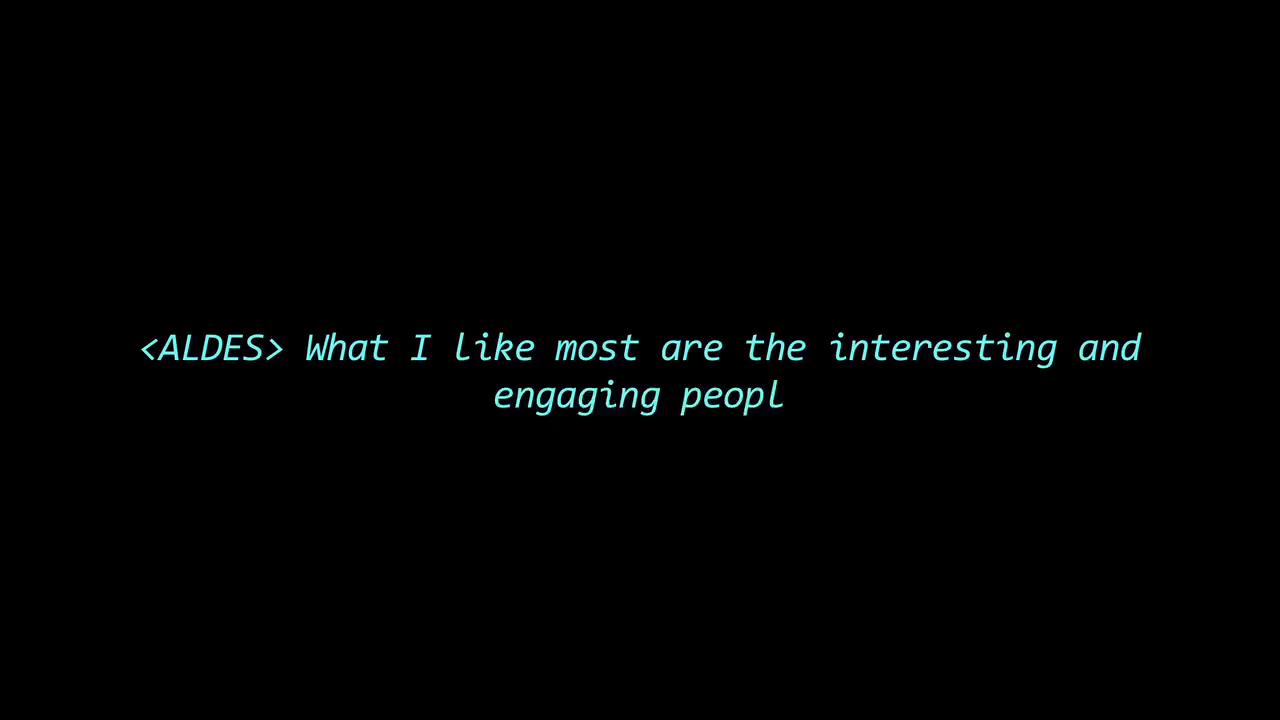 <ALDES> What I like most are the interesting and
engaging peopl